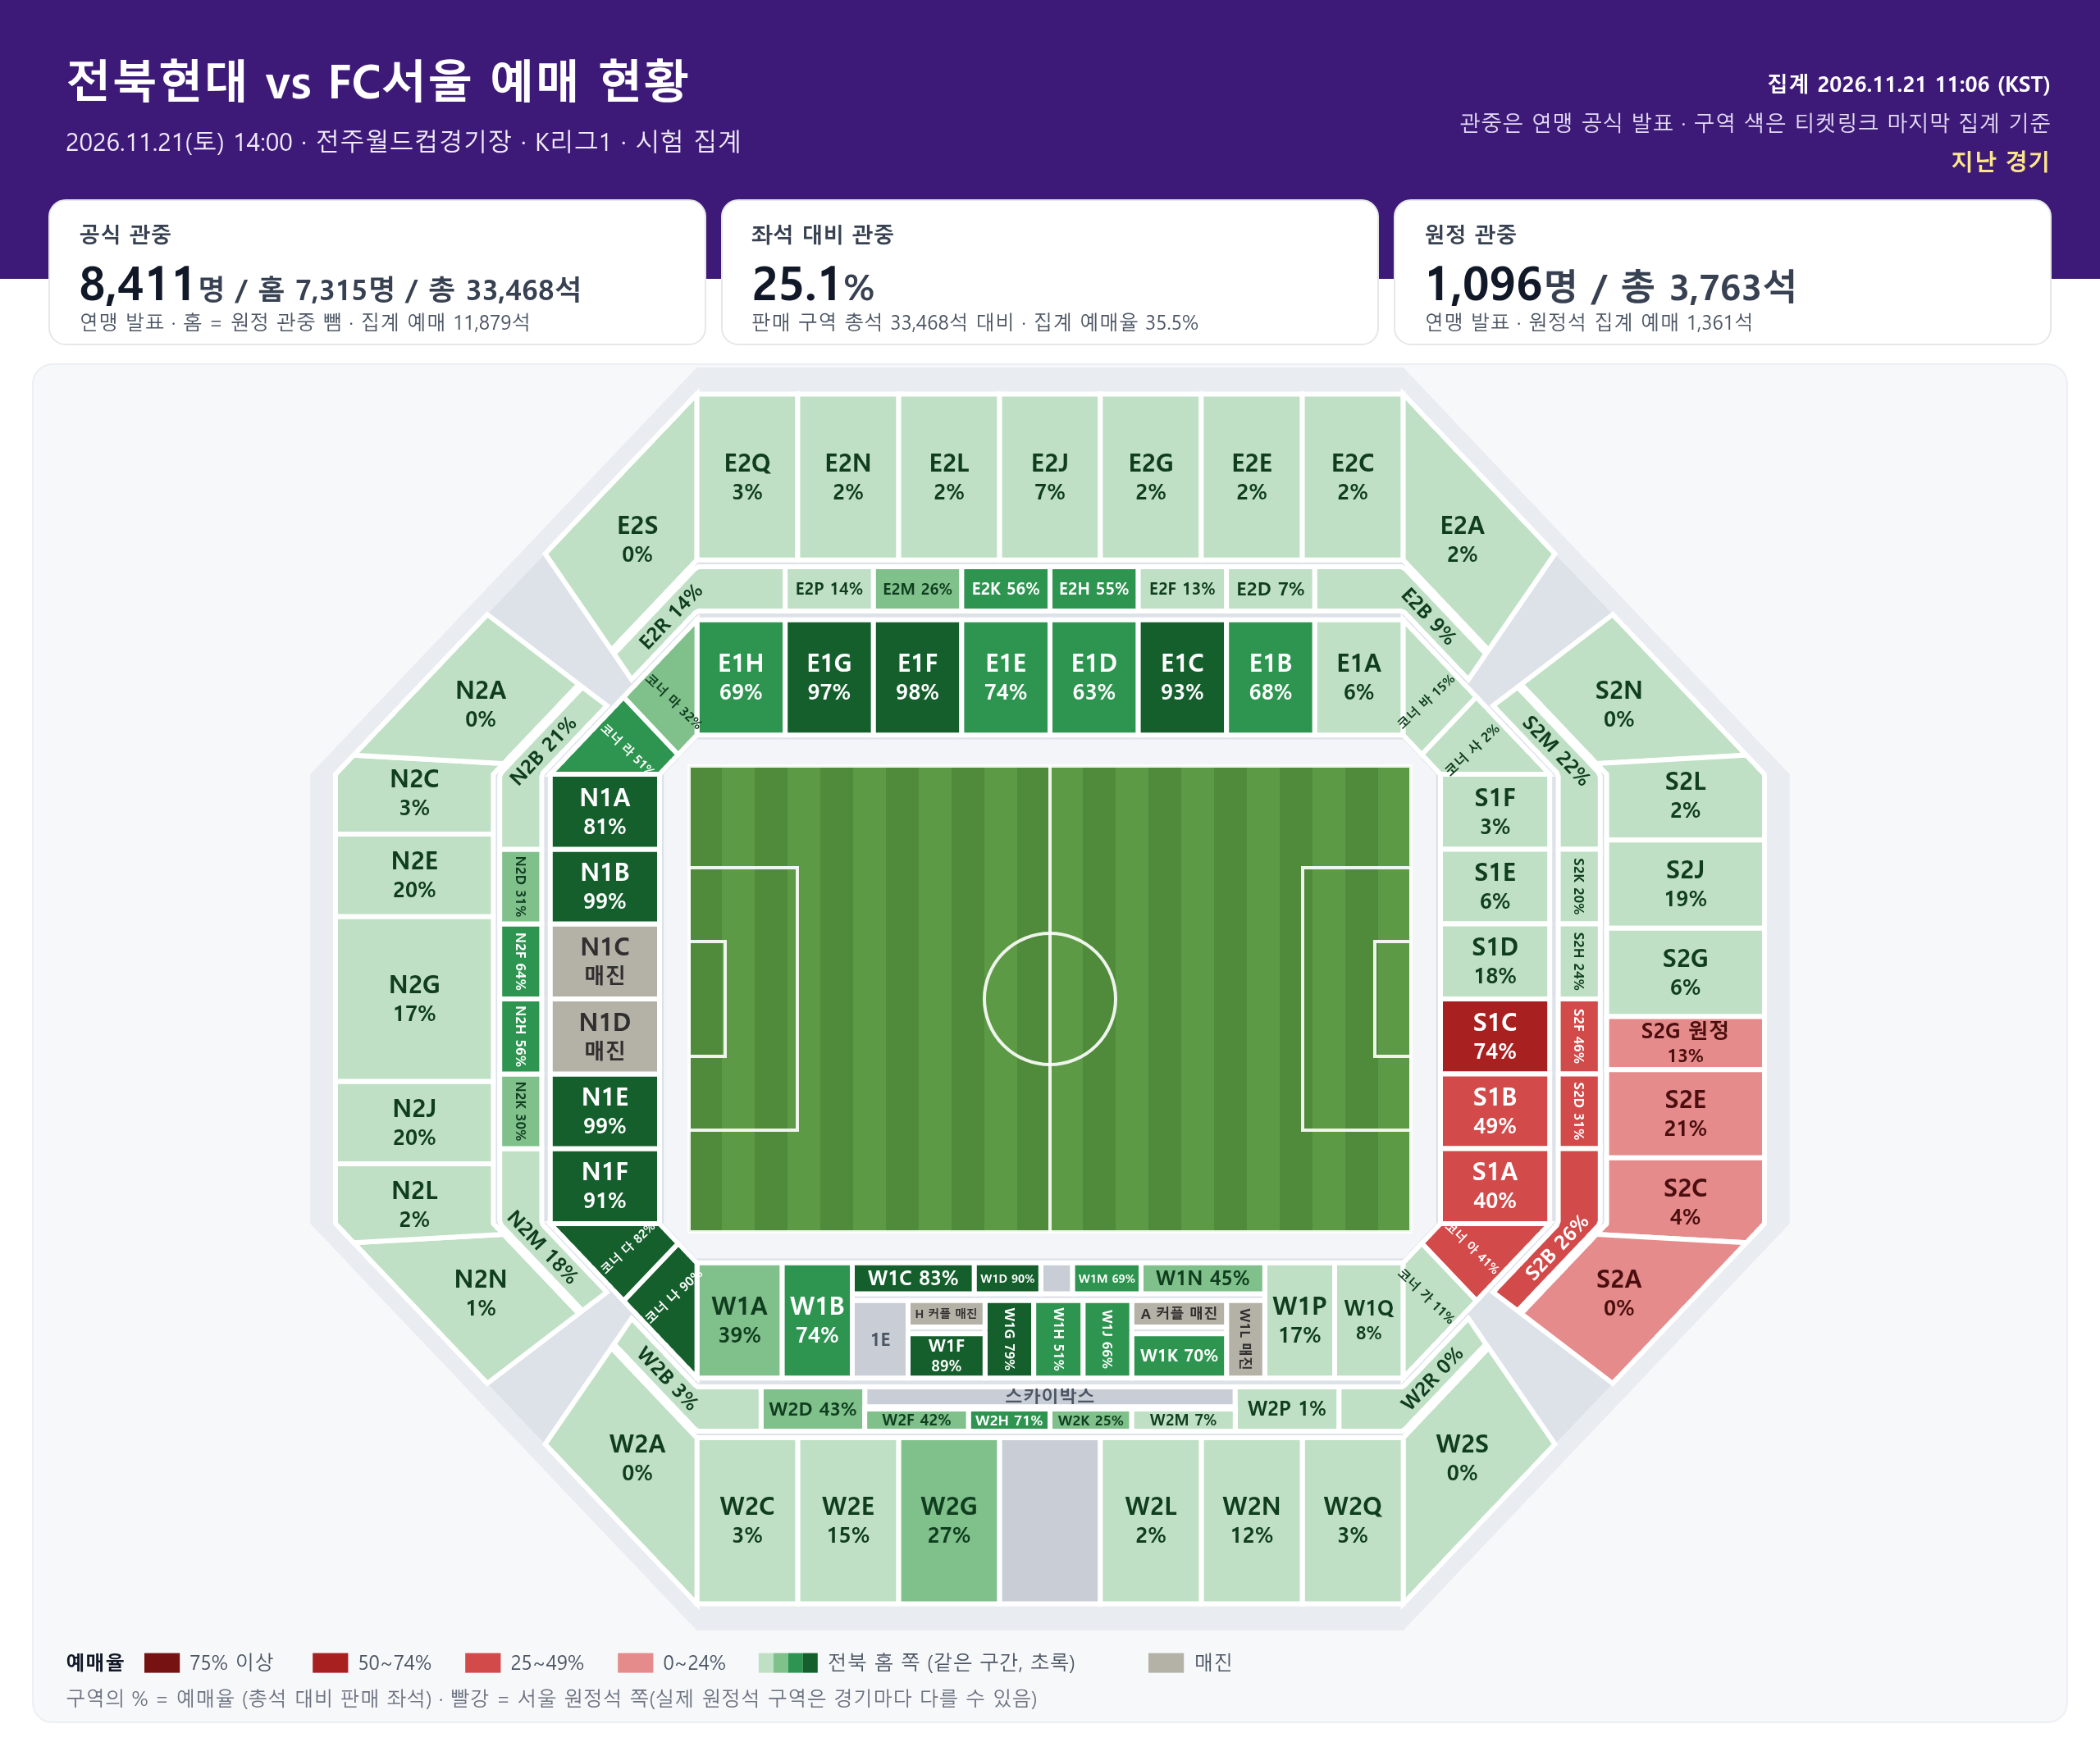 전북현대 vs FC서울 예매 현황
2026.11.21(토) 14:00 · 전주월드컵경기장 · K리그1 · 시험 집계
집계 2026.11.21 11:06 (KST)
관중은 연맹 공식 발표 · 구역 색은 티켓링크 마지막 집계 기준
지난 경기
공식 관중
8,411명 / 홈 7,315명 / 총 33,468석
연맹 발표 · 홈 = 원정 관중 뺌 · 집계 예매 11,879석
좌석 대비 관중
25.1%
판매 구역 총석 33,468석 대비 · 집계 예매율 35.5%
원정 관중
1,096명 / 총 3,763석
연맹 발표 · 원정석 집계 예매 1,361석
E2S
0%
E2Q
3%
E2N
2%
E2L
2%
E2J
7%
E2G
2%
E2E
2%
E2C
2%
E2A
2%
E2R 14%
E2P 14%
E2M 26%
E2K 56%
E2H 55%
E2F 13%
E2D 7%
E2B 9%
코너 마 32%
E1H
69%
E1G
97%
E1F
98%
E1E
74%
E1D
63%
E1C
93%
E1B
68%
E1A
6%
코너 바 15%
N2A
0%
N2B 21%
코너 라 51%
코너 사 2%
S2M 22%
S2N
0%
N2C
3%
N2E
20%
N2G
17%
N2J
20%
N2L
2%
N2N
1%
N2D 31%
N2F 64%
N2H 56%
N2K 30%
N2M 18%
N1A
81%
N1B
99%
N1C
매진
N1D
매진
N1E
99%
N1F
91%
코너 다 82%
코너 나 90%
S1F
3%
S1E
6%
S1D
18%
S1C
74%
S1B
49%
S1A
40%
코너 아 41%
코너 가 11%
S2K 20%
S2H 24%
S2F 46%
S2D 31%
S2B 26%
S2L
2%
S2J
19%
S2G
6%
S2G 원정
13%
S2E
21%
S2C
4%
S2A
0%
W1A
39%
W1B
74%
W1C 83%
W1D 90%
W1M 69%
W1N 45%
1E
H 커플 매진
W1F
89%
W1G 79%
W1H 51%
W1J 66%
A 커플 매진
W1K 70%
W1L 매진
W1P
17%
W1Q
8%
W2B 3%
W2D 43%
스카이박스
W2F 42%
W2H 71%
W2K 25%
W2M 7%
W2P 1%
W2R 0%
W2A
0%
W2C
3%
W2E
15%
W2G
27%
W2L
2%
W2N
12%
W2Q
3%
W2S
0%
예매율 75% 이상 50~74% 25~49% 0~24% 전북 홈 쪽 (같은 구간, 초록) 매진
구역의 % = 예매율 (총석 대비 판매 좌석) · 빨강 = 서울 원정석 쪽(실제 원정석 구역은 경기마다 다를 수 있음)